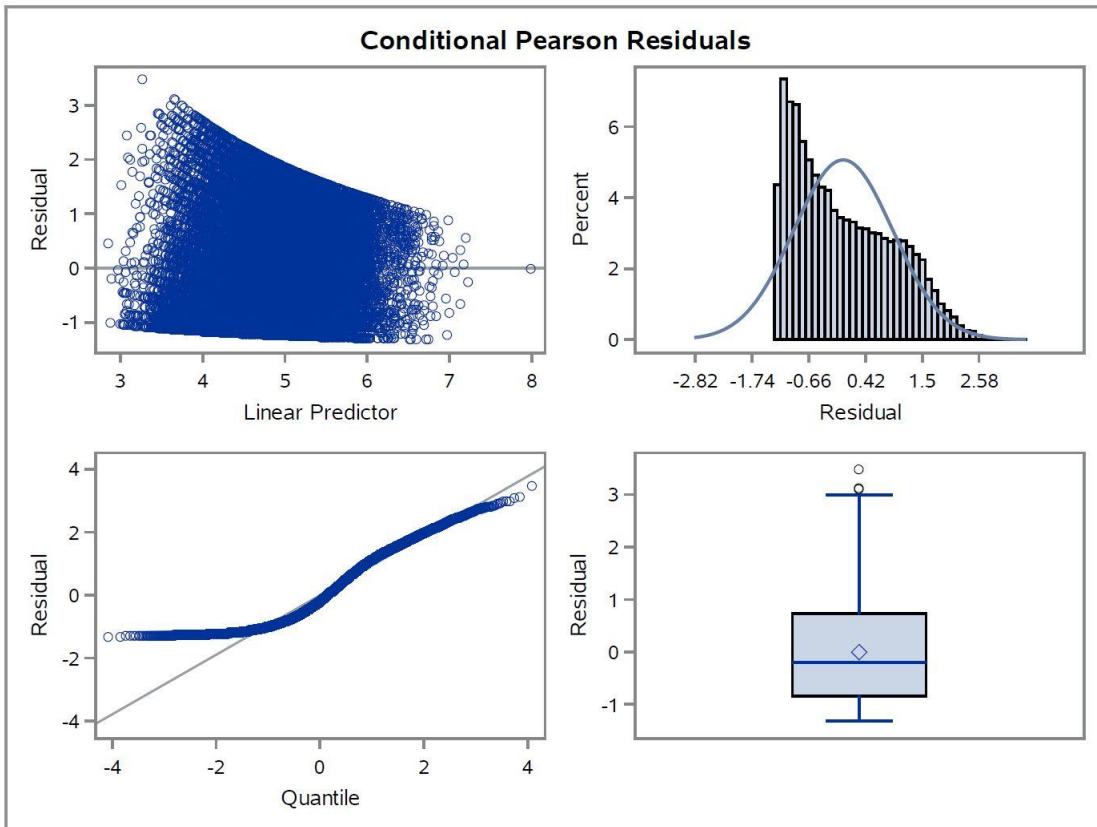 Conditional Pearson Residuals
3
2
1
0
-1
Residual
3 4 5 6 7 8
Linear Predictor
6
4
2
0
Percent
-2.82 -1.74 -0.66 0.42 1.5 2.58
Residual
4
2
0
-2
-4
Residual
-4 -2 0 2 4
Quantile
3
2
1
0
-1
Residual